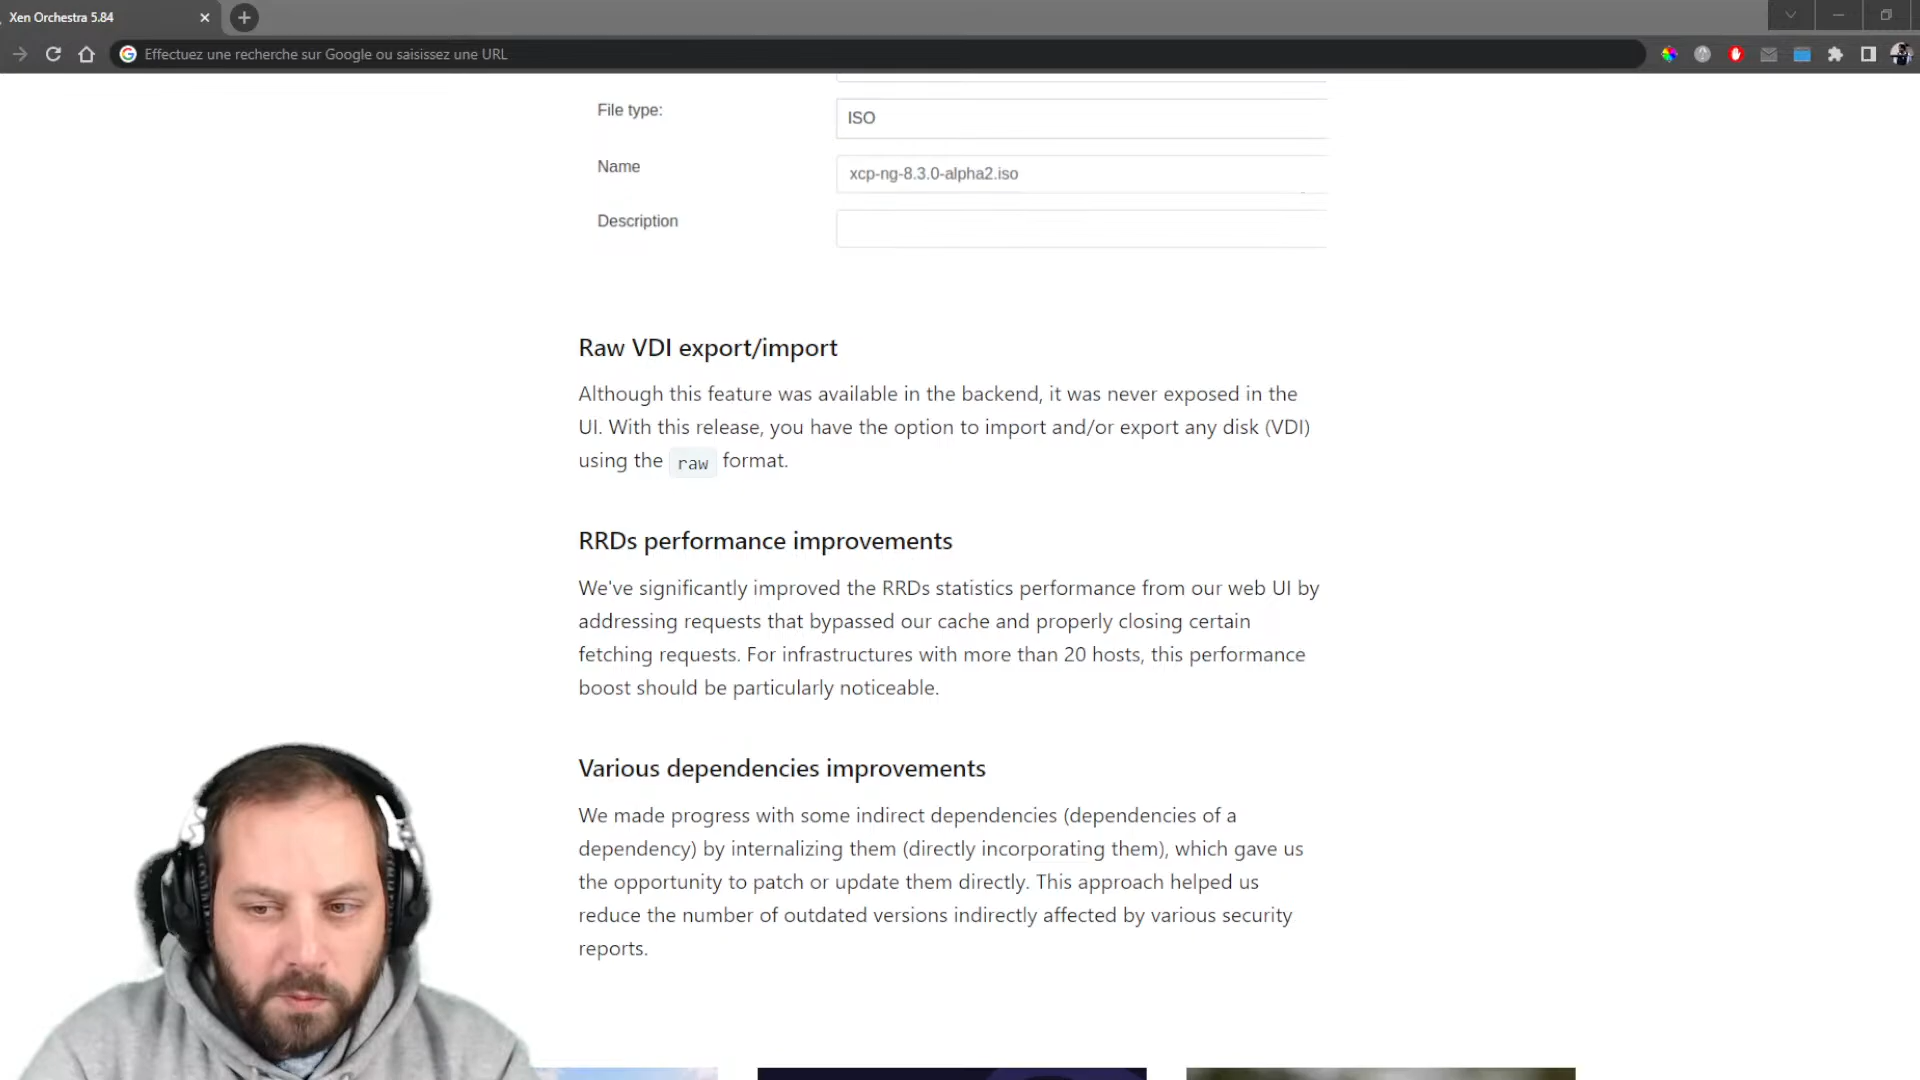 Xen Orchestra 5.84
Effectuez une recherche sur Google ou saisissez une URL
File type:
ISO
Name
xcp-ng-8.3.0-alpha2.iso
Description
Raw VDI export/import
Although this feature was available in the backend, it was never exposed in the
UI. With this release, you have the option to import and/or export any disk (VDI)
using the raw format.
RRDs performance improvements
We've significantly improved the RRDs statistics performance from our web UI by
addressing requests that bypassed our cache and properly closing certain
fetching requests. For infrastructures with more than 20 hosts, this performance
boost should be particularly noticeable.
Various dependencies improvements
We made progress with some indirect dependencies (dependencies of a
dependency) by internalizing them (directly incorporating them), which gave us
the opportunity to patch or update them directly. This approach helped us
reduce the number of outdated versions indirectly affected by various security
reports.